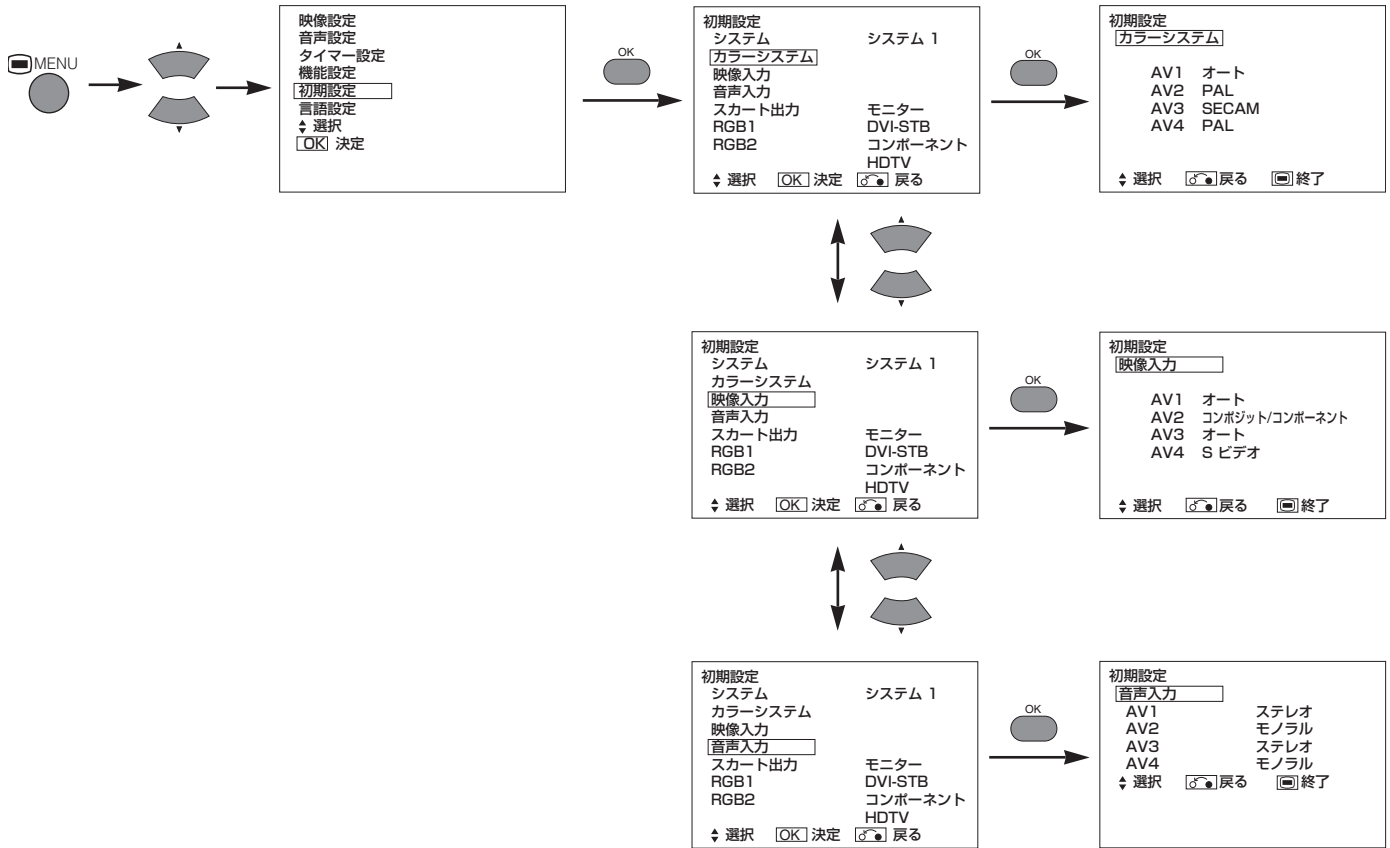 MENU
映像設定
音声設定
タイマー設定
機能設定
初期設定
言語設定
選択
OK 決定
OK
初期設定
システム システム 1
カラーシステム
映像入力
音声入力
スカート出力 モニター
RGB1 DVI-STB
RGB2 コンポーネント
HDTV
選択 OK 決定 戻る
OK
初期設定
カラーシステム
AV1 オート
AV2 PAL
AV3 SECAM
AV4 PAL
選択 戻る 終了
初期設定
システム システム 1
カラーシステム
映像入力
音声入力
スカート出力 モニター
RGB1 DVI-STB
RGB2 コンポーネント
HDTV
選択 OK 決定 戻る
OK
初期設定
映像入力
AV1 オート
AV2 コンポジット/コンポーネント
AV3 オート
AV4 S ビデオ
選択 戻る 終了
初期設定
システム システム 1
カラーシステム
映像入力
音声入力
スカート出力 モニター
RGB1 DVI-STB
RGB2 コンポーネント
HDTV
選択 OK 決定 戻る
OK
初期設定
音声入力
AV1 ステレオ
AV2 モノラル
AV3 ステレオ
AV4 モノラル
選択 戻る 終了